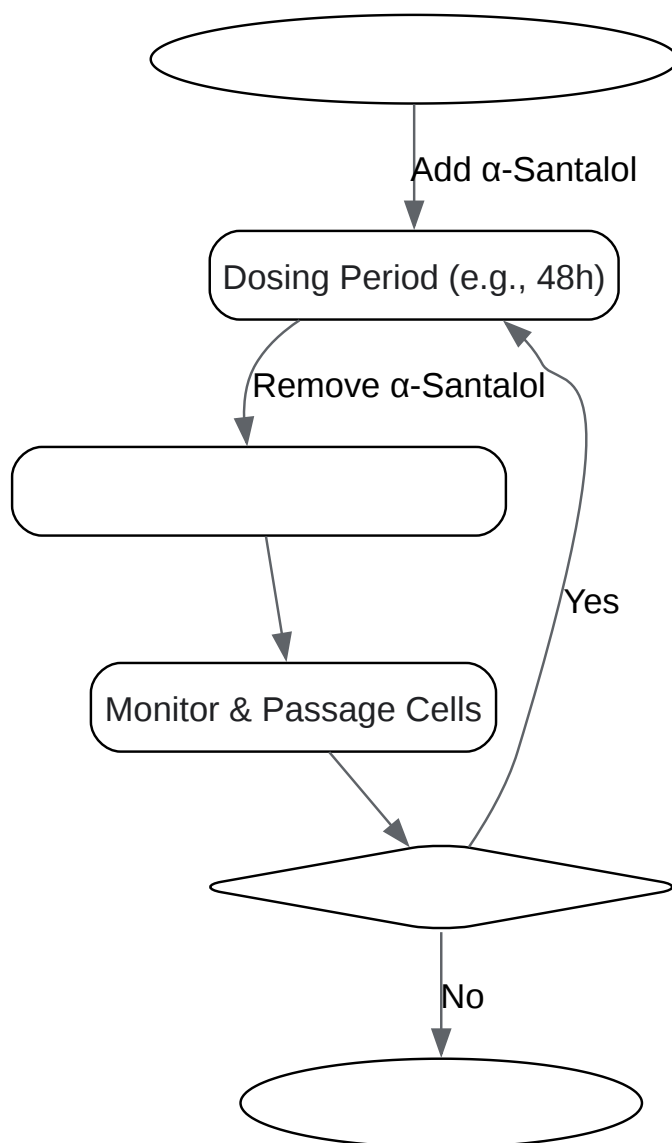 Add α-Santalol
Dosing Period (e.g., 48h)
Remove α-Santalol
Yes
Monitor & Passage Cells
No